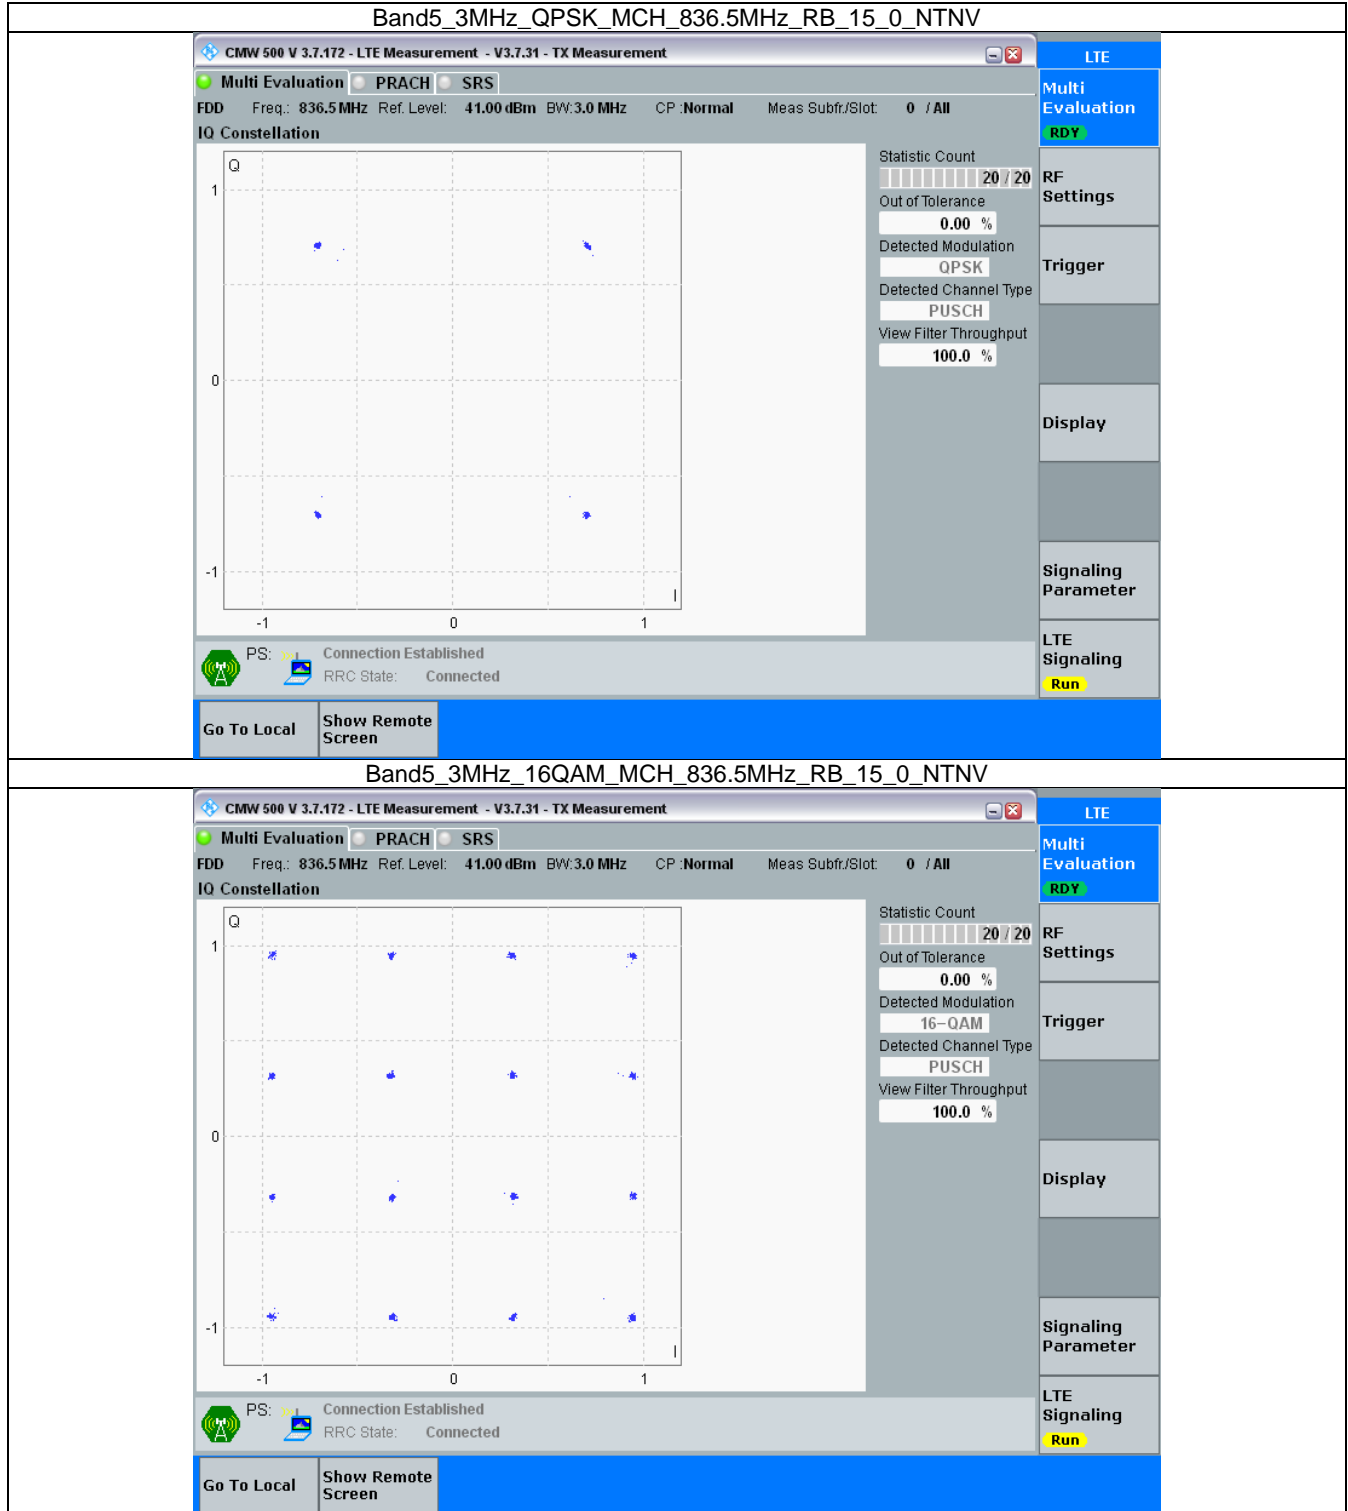 Band5_3MHz_QPSK_MCH_836.5MHz_RB_15_0_NTNV
CMW 500 V 3.7.172 - LTE Measurement - V3.7.31 - TX Measurement
LTE
Multi Evaluation PRACH SRS
Multi
Evaluation
RDY
FDD Freq.: 836.5 MHz Ref. Level: 41.00 dBm BW: 3.0 MHz CP : Normal Meas Subfr./Slot: 0 / All
IQ Constellation
Q
1
0
-1
I
-1 0 1
Statistic Count
20 / 20
Out of Tolerance
0.00 %
Detected Modulation
QPSK
Detected Channel Type
PUSCH
View Filter Throughput
100.0 %
RF
Settings
Trigger
Display
Signaling
Parameter
LTE
Signaling
Run
PS: Connection Established
RRC State: Connected
Go To Local
Show Remote
Screen
Band5_3MHz_16QAM_MCH_836.5MHz_RB_15_0_NTNV
CMW 500 V 3.7.172 - LTE Measurement - V3.7.31 - TX Measurement
LTE
Multi Evaluation PRACH SRS
Multi
Evaluation
RDY
FDD Freq.: 836.5 MHz Ref. Level: 41.00 dBm BW: 3.0 MHz CP : Normal Meas Subfr./Slot: 0 / All
IQ Constellation
Q
1
0
-1
I
-1 0 1
Statistic Count
20 / 20
Out of Tolerance
0.00 %
Detected Modulation
16-QAM
Detected Channel Type
PUSCH
View Filter Throughput
100.0 %
RF
Settings
Trigger
Display
Signaling
Parameter
LTE
Signaling
Run
PS: Connection Established
RRC State: Connected
Go To Local
Show Remote
Screen